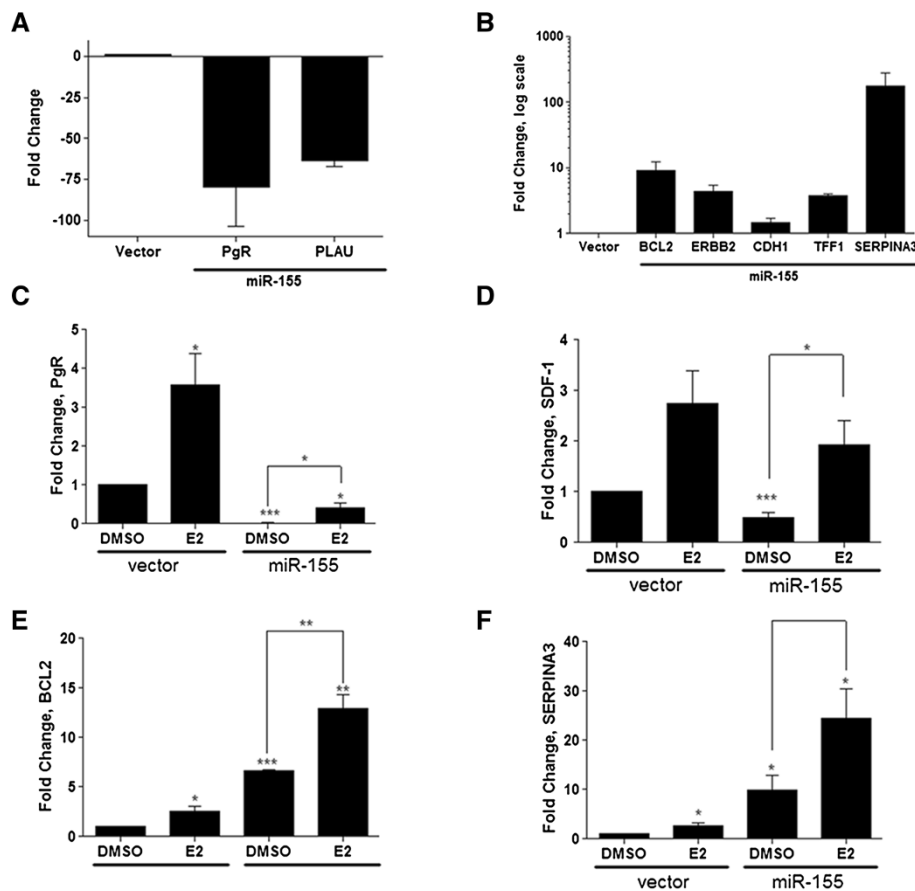 A
Fold Change
0
-25
-50
-75
-100
Vector
PgR
PLAU
miR-155
B
Fold Change, log scale
1000
100
10
1
Vector
BCL2
ERBB2
CDH1
TFF1
SERPINA3
miR-155
C
Fold Change, PgR
5
4
3
2
1
0
*
***
*
*
DMSO
E2
DMSO
E2
vector
miR-155
D
Fold Change, SDF-1
4
3
2
1
0
*
***
DMSO
E2
DMSO
E2
vector
miR-155
E
Fold Change, BCL2
20
15
10
5
0
*
***
**
**
DMSO
E2
DMSO
E2
F
Fold Change, SERPINA3
40
30
20
10
0
*
*
*
DMSO
E2
DMSO
E2
vector
miR-155